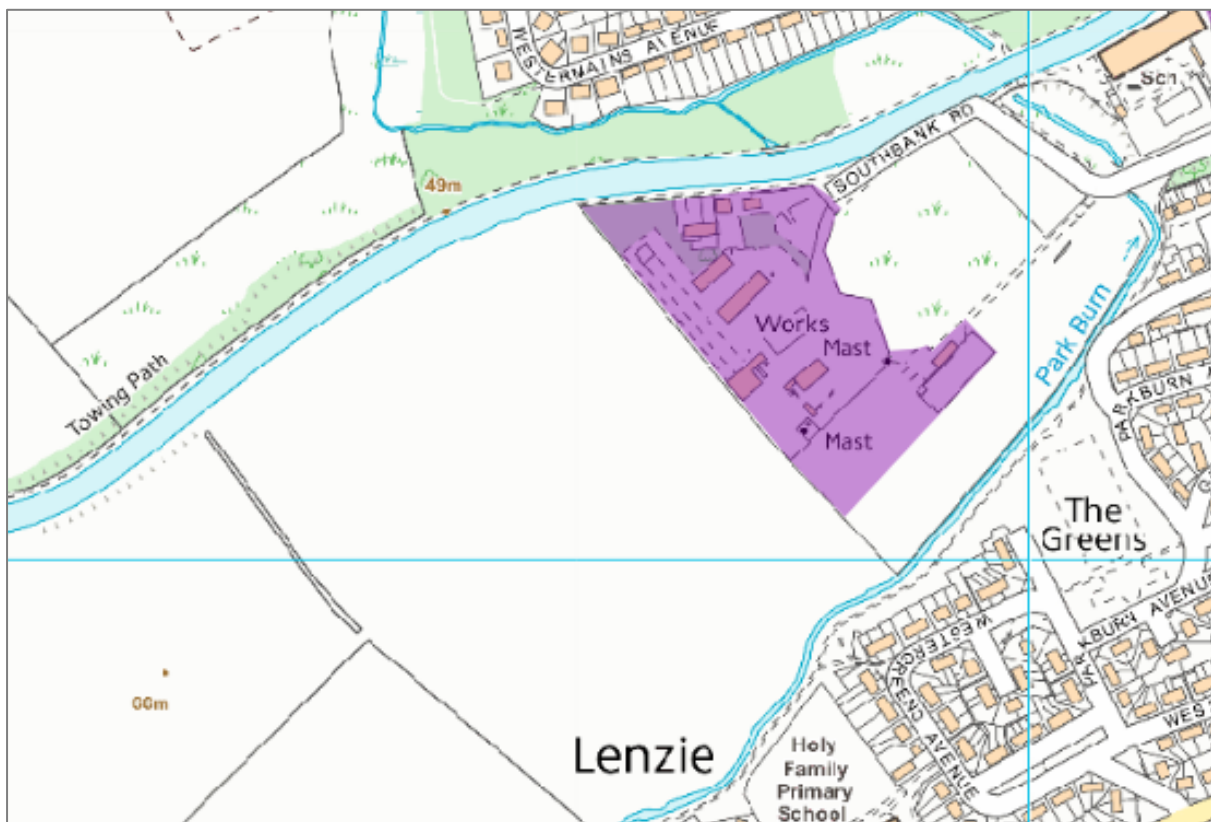 WESTERMAINS AVENUE
Sch
SOUTHBANK RD
49m
Works
Mast
Park Burn
Towing Path
Mast
The
Greens
PARKBURN AVENUE
WESTERGREENS AVENUE
66m
Lenzie
Holy
Family
Primary
School